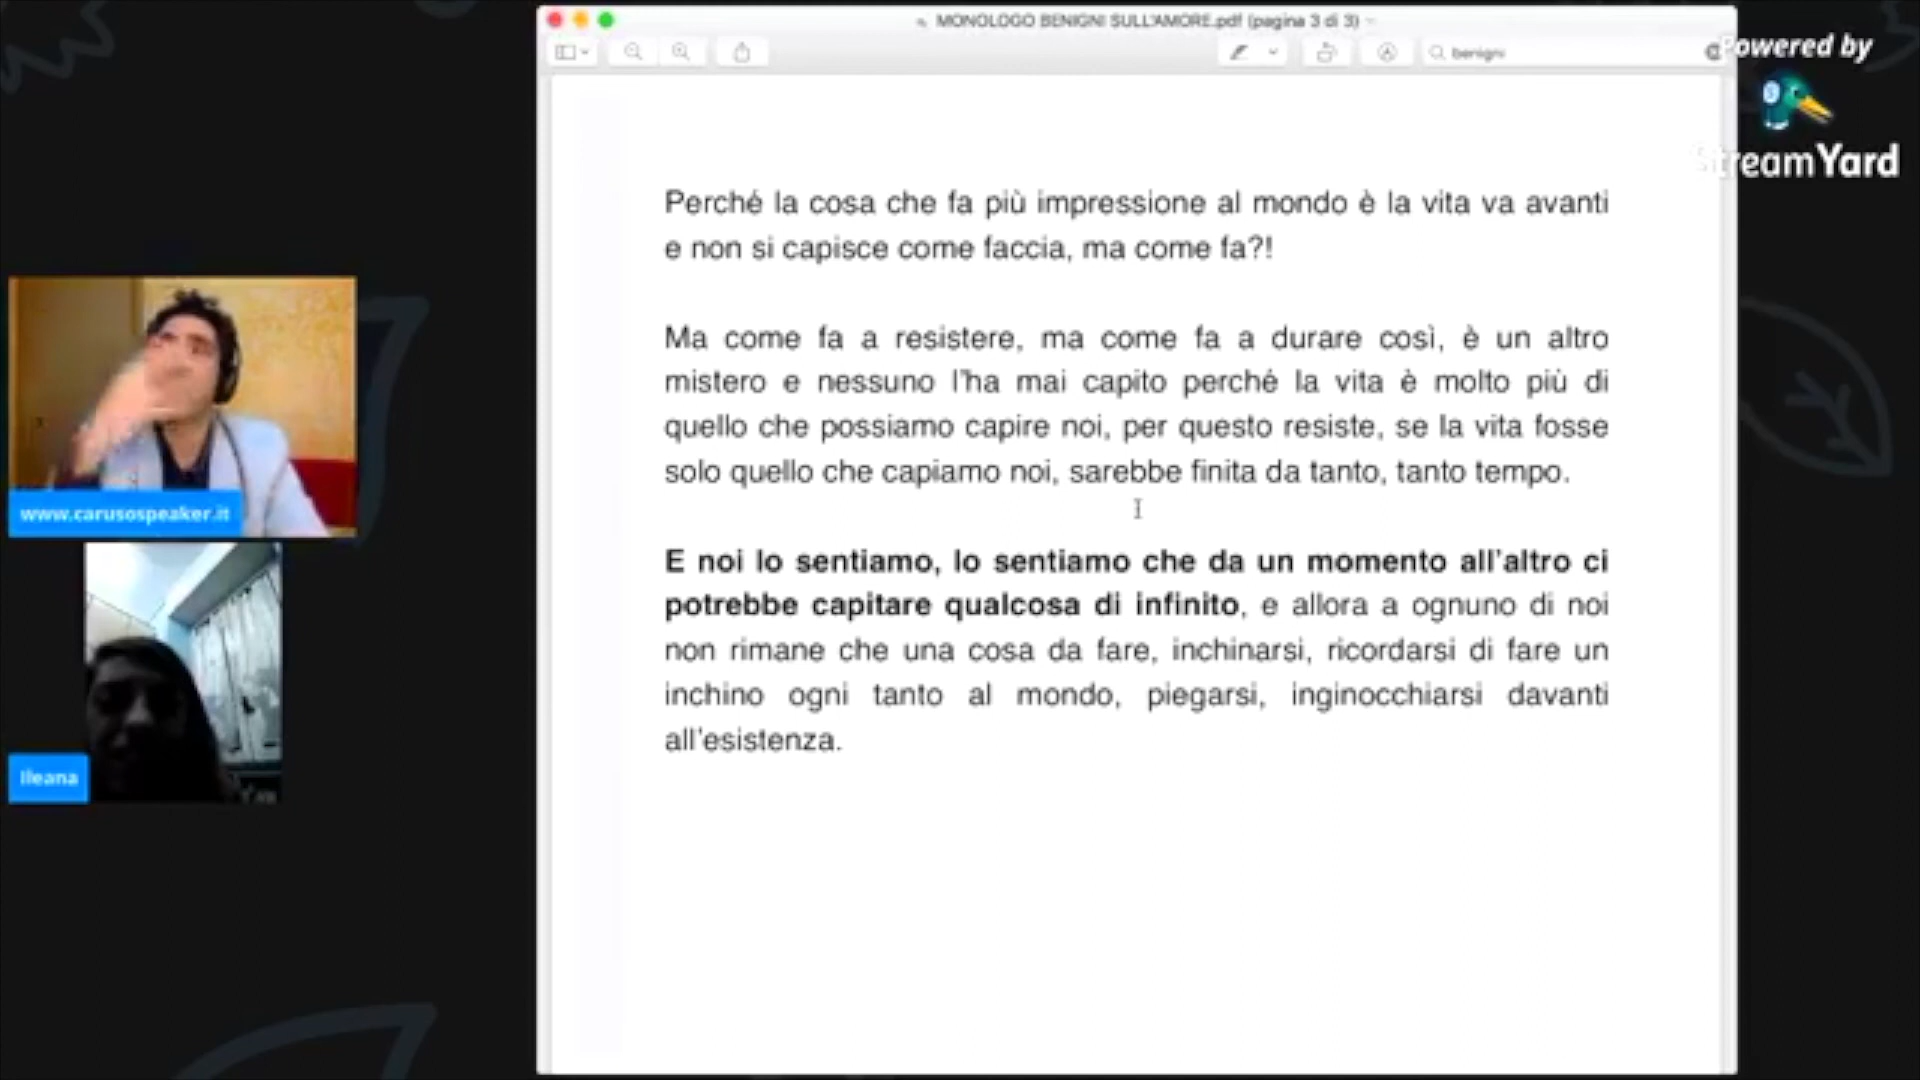 MONOLOGO BENIGNI SULL'AMORE.pdf (pagina 3 di 3)
benigni
Powered by
StreamYard
Perché la cosa che fa più impressione al mondo è la vita va avanti
e non si capisce come faccia, ma come fa?!
Ma come fa a resistere, ma come fa a durare così, è un altro
mistero e nessuno l'ha mai capito perché la vita è molto più di
quello che possiamo capire noi, per questo resiste, se la vita fosse
solo quello che capiamo noi, sarebbe finita da tanto, tanto tempo.
E noi lo sentiamo, lo sentiamo che da un momento all'altro ci
potrebbe capitare qualcosa di infinito, e allora a ognuno di noi
non rimane che una cosa da fare, inchinarsi, ricordarsi di fare un
inchino ogni tanto al mondo, piegarsi, inginocchiarsi davanti
all'esistenza.
www.carusospeaker.it
Ileana